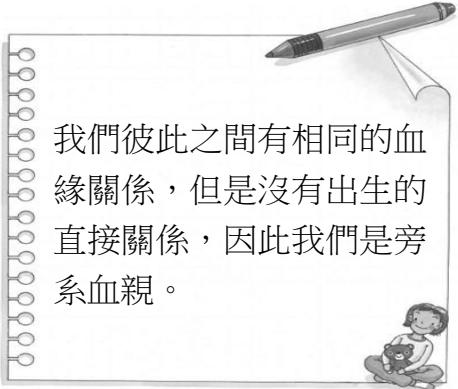 我們彼此之間有相同的血
緣關係，但是沒有出生的
直接關係，因此我們是旁
系血親。